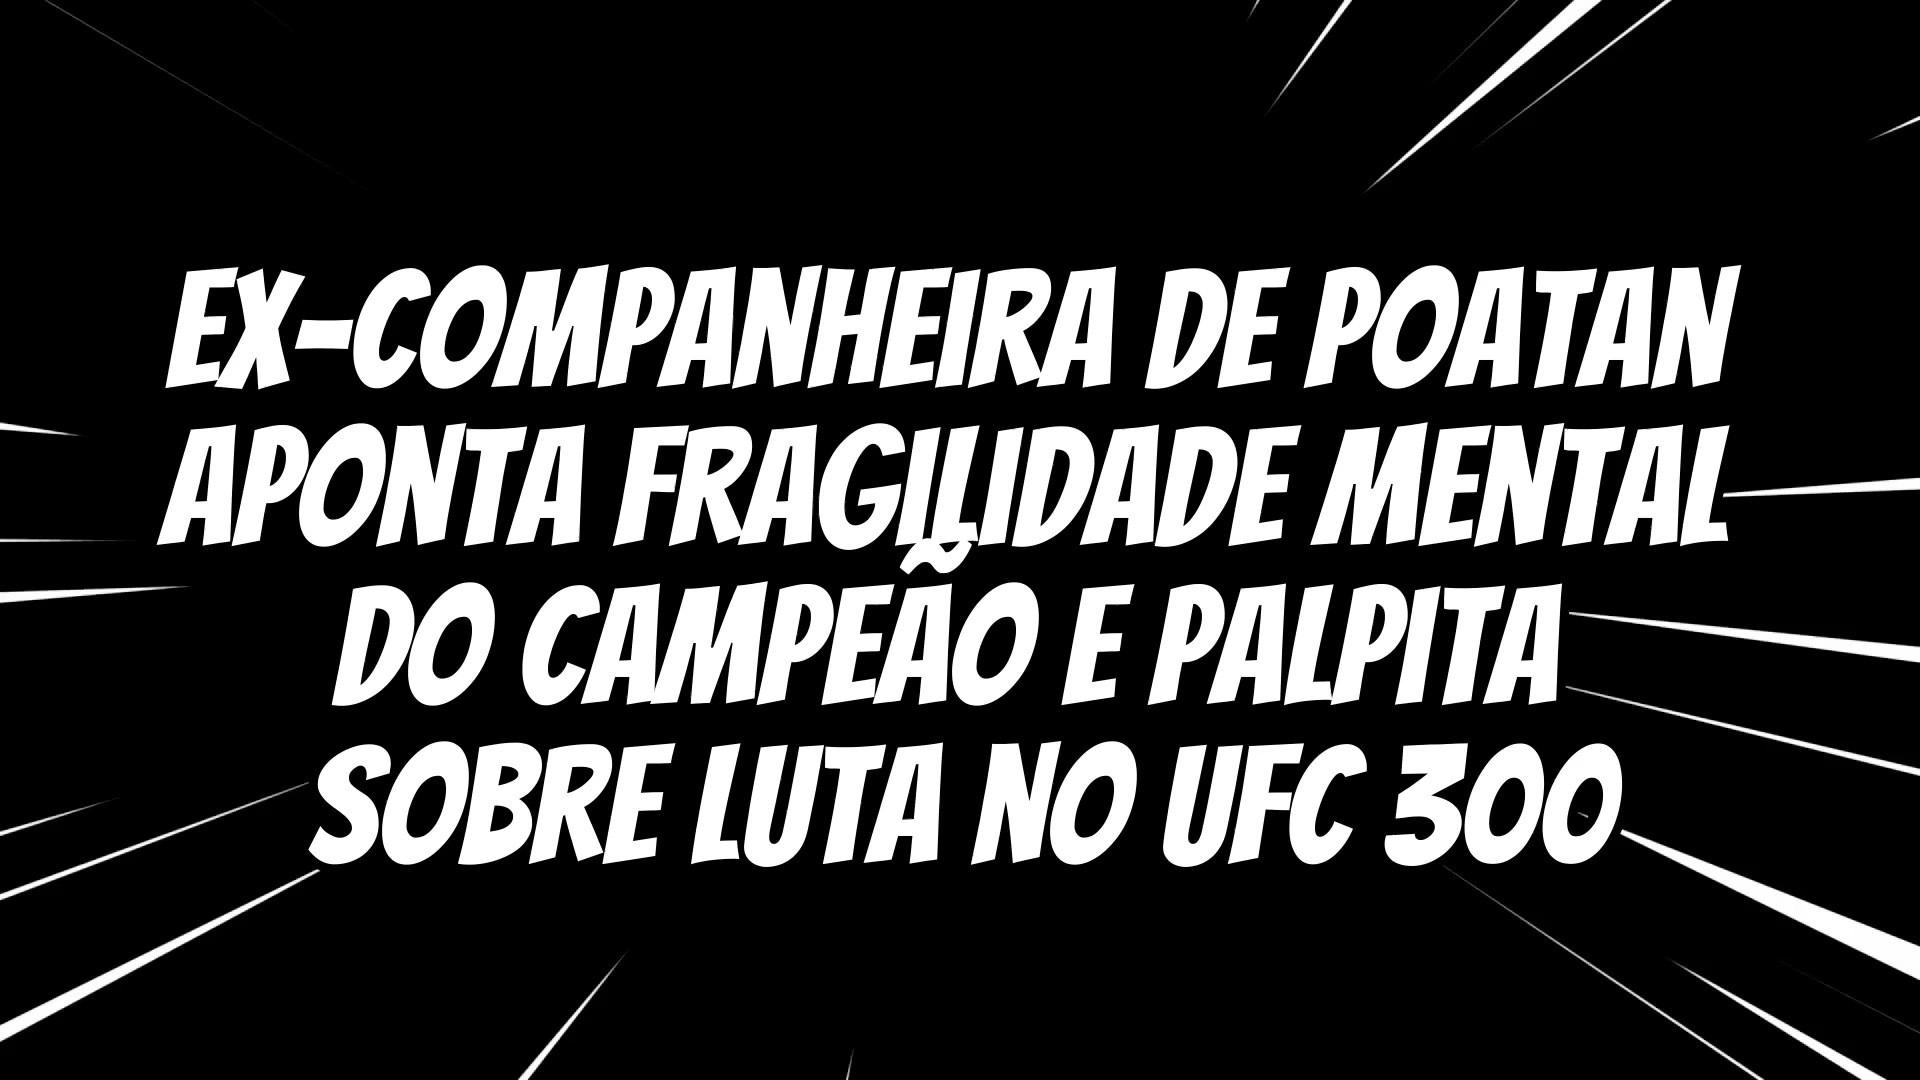 EX-COMPANHEIRA DE POATAN
APONTA FRAGILIDADE MENTAL
DO CAMPEÃO E PALPITA
SOBRE LUTA NO UFC 300